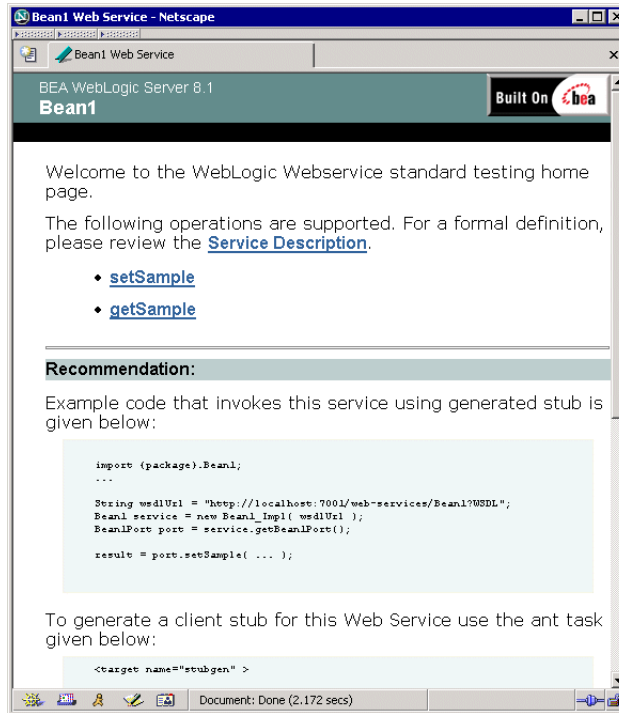 Bean1 Web Service - Netscape
Bean1 Web Service
BEA WebLogic Server 8.1
Bean1
Built On bea
Welcome to the WebLogic Webservice standard testing home
page.
The following operations are supported. For a formal definition,
please review the Service Description.
• setSample
• getSample
Recommendation:
Example code that invokes this service using generated stub is
given below:
import {package}.Bean1;
...
String wsdlUrl = "http://localhost:7001/web-services/Bean1?WSDL";
Bean1 service = new Bean1_Impl( wsdlUrl );
Bean1Port port = service.getBean1Port();
result = port.setSample( ... );
To generate a client stub for this Web Service use the ant task
given below:
<target name="stubgen" >
Document: Done (2.172 secs)